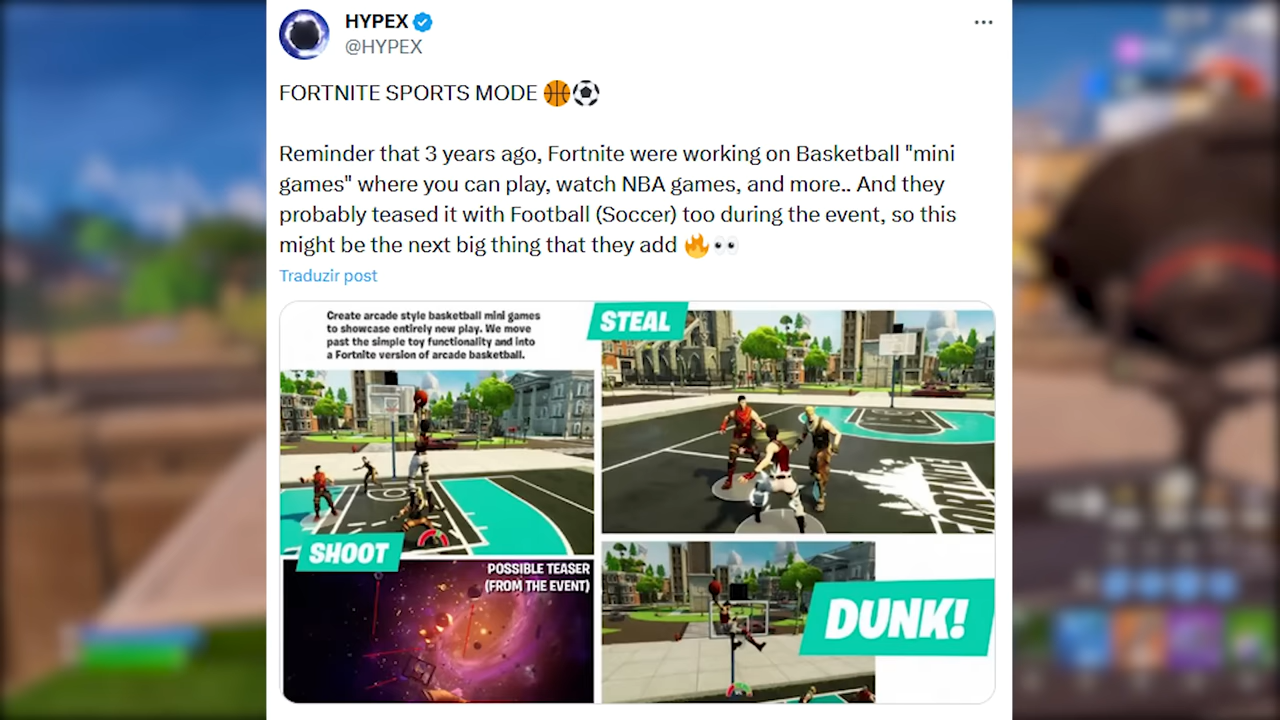 HYPEX
@HYPEX
FORTNITE SPORTS MODE 🏀⚽
Reminder that 3 years ago, Fortnite were working on Basketball "mini
games" where you can play, watch NBA games, and more.. And they
probably teased it with Football (Soccer) too during the event, so this
might be the next big thing that they add 🔥👀
Traduzir post
Create arcade style basketball mini games
to showcase entirely new play. We move
past the simple toy functionality and into
a Fortnite version of arcade basketball.
STEAL
SHOOT
FORTNITE
POSSIBLE TEASER
(FROM THE EVENT)
DUNK!